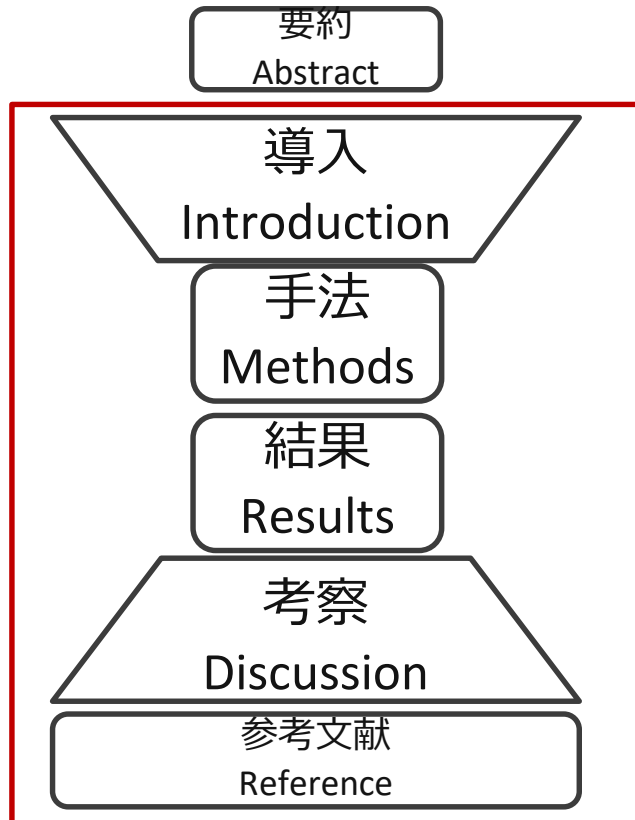 要約
Abstract
導入
Introduction
手法
Methods
結果
Results
考察
Discussion
参考文献
Reference